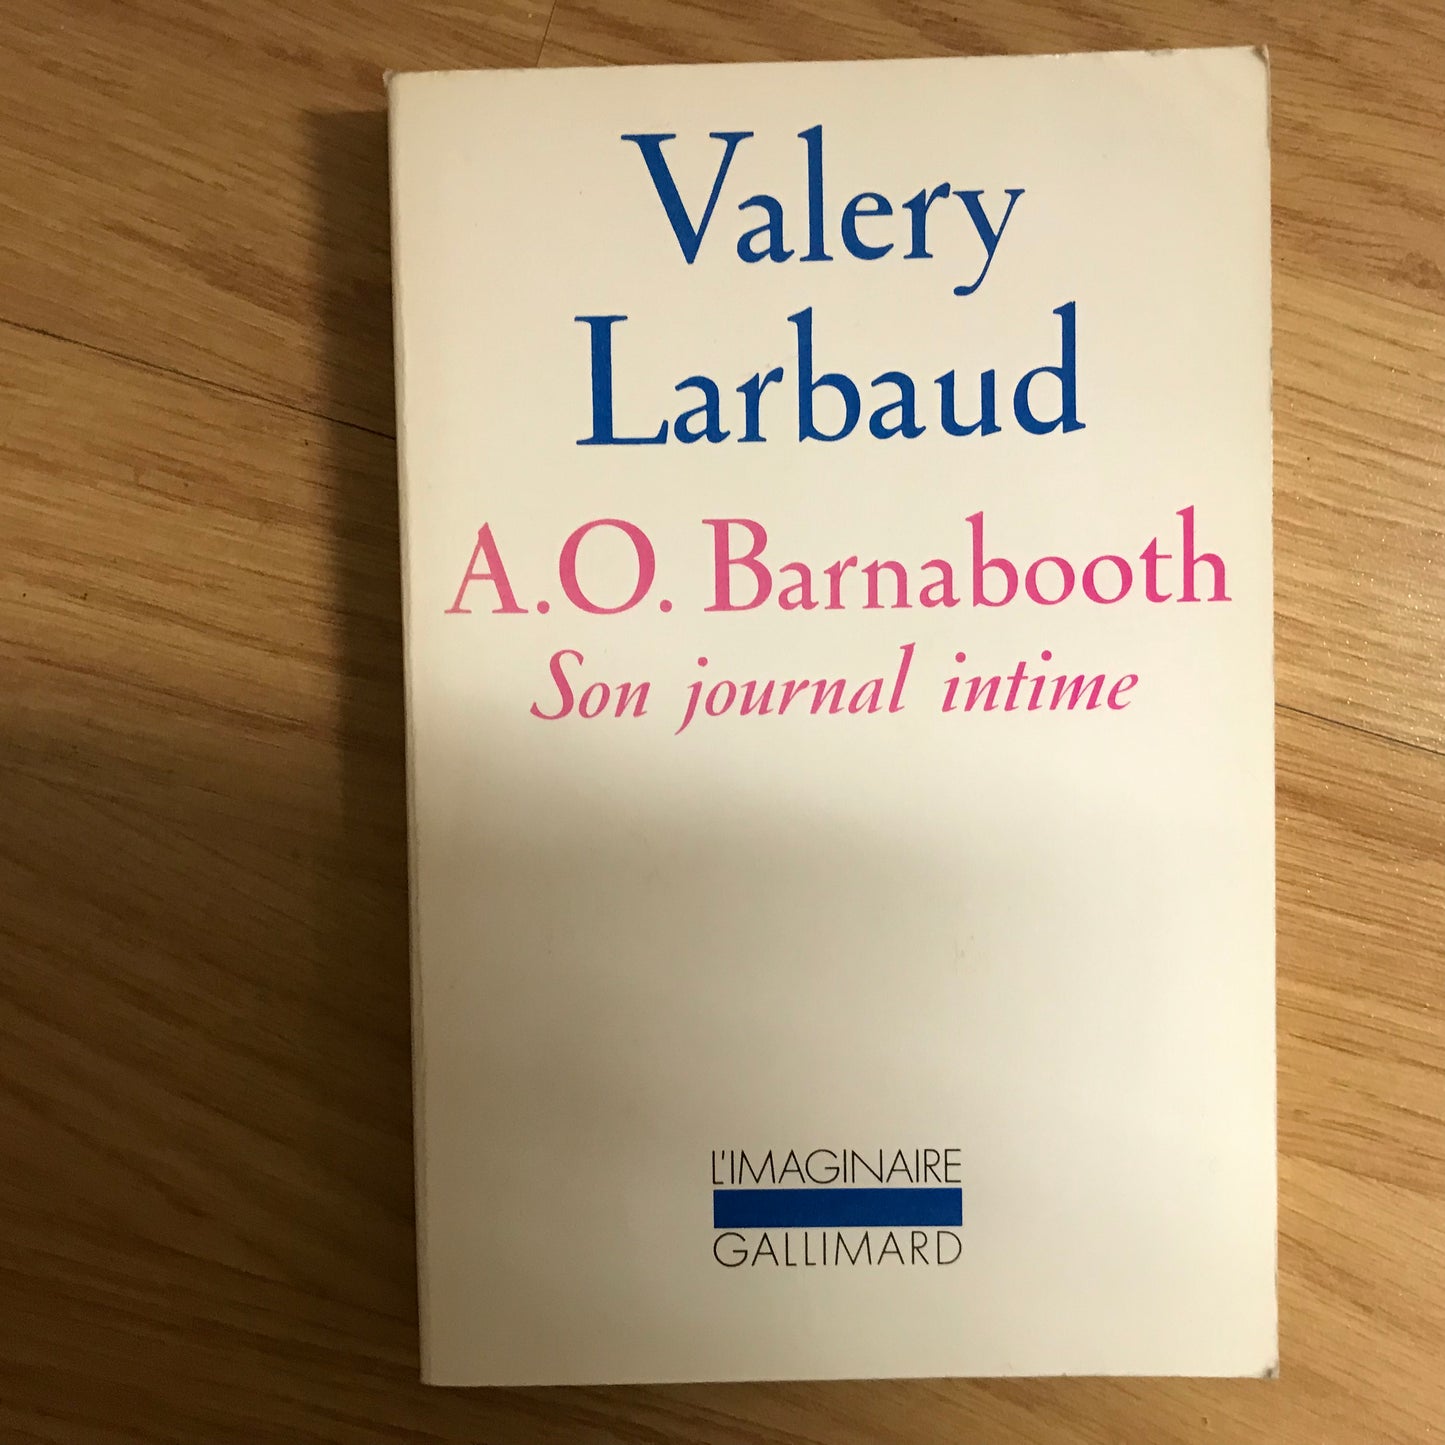 Valery
Larbaud
A.O. Barnabooth
Son journal intime
L'IMAGINAIRE
GALLIMARD